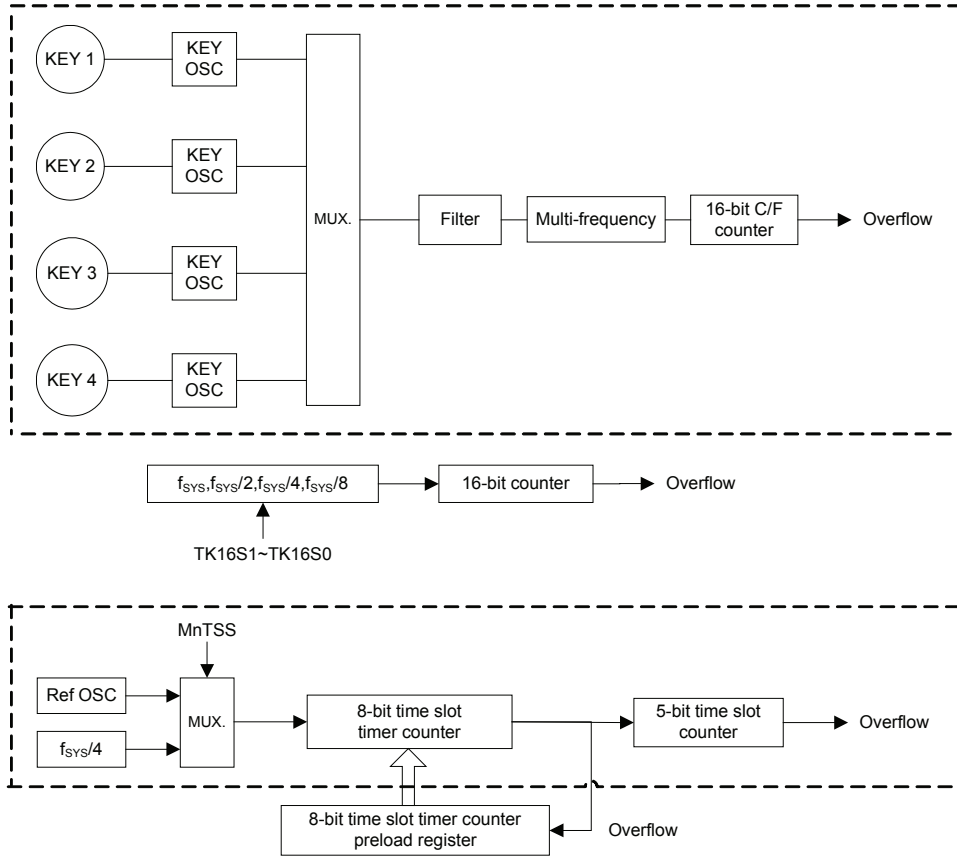 KEY 1
KEY
OSC
KEY 2
KEY
OSC
KEY 3
KEY
OSC
KEY 4
KEY
OSC
MUX.
Filter
Multi-frequency
16-bit C/F
counter
Overflow
fSYS,fSYS/2,fSYS/4,fSYS/8
16-bit counter
Overflow
TK16S1~TK16S0
MnTSS
Ref OSC
fSYS/4
MUX.
8-bit time slot
timer counter
5-bit time slot
counter
Overflow
8-bit time slot timer counter
preload register
Overflow